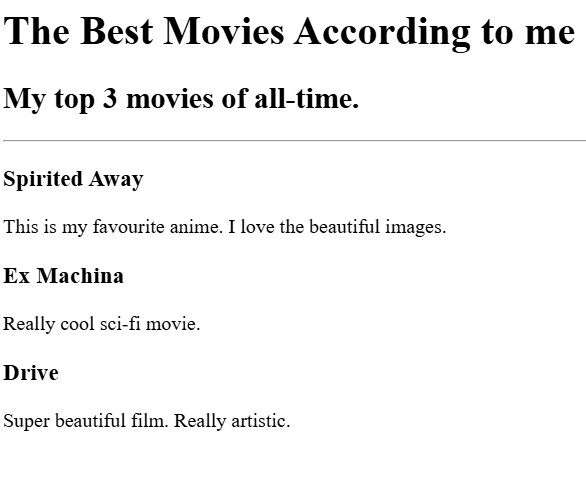 The Best Movies According to me
My top 3 movies of all-time.
Spirited Away
This is my favourite anime. I love the beautiful images.
Ex Machina
Really cool sci-fi movie.
Drive
Super beautiful film. Really artistic.